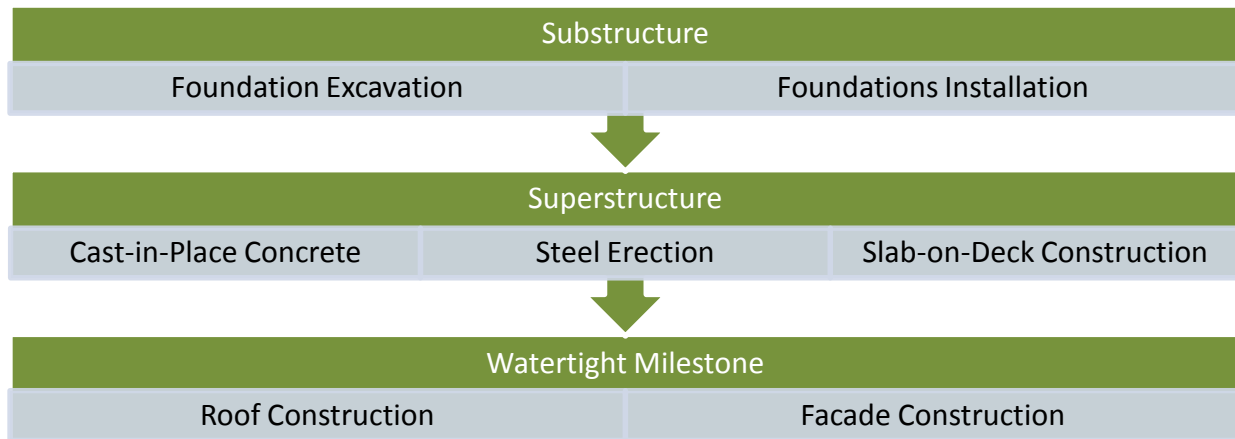 Substructure
Foundation Excavation
Foundations Installation
Superstructure
Cast-in-Place Concrete
Steel Erection
Slab-on-Deck Construction
Watertight Milestone
Roof Construction
Facade Construction